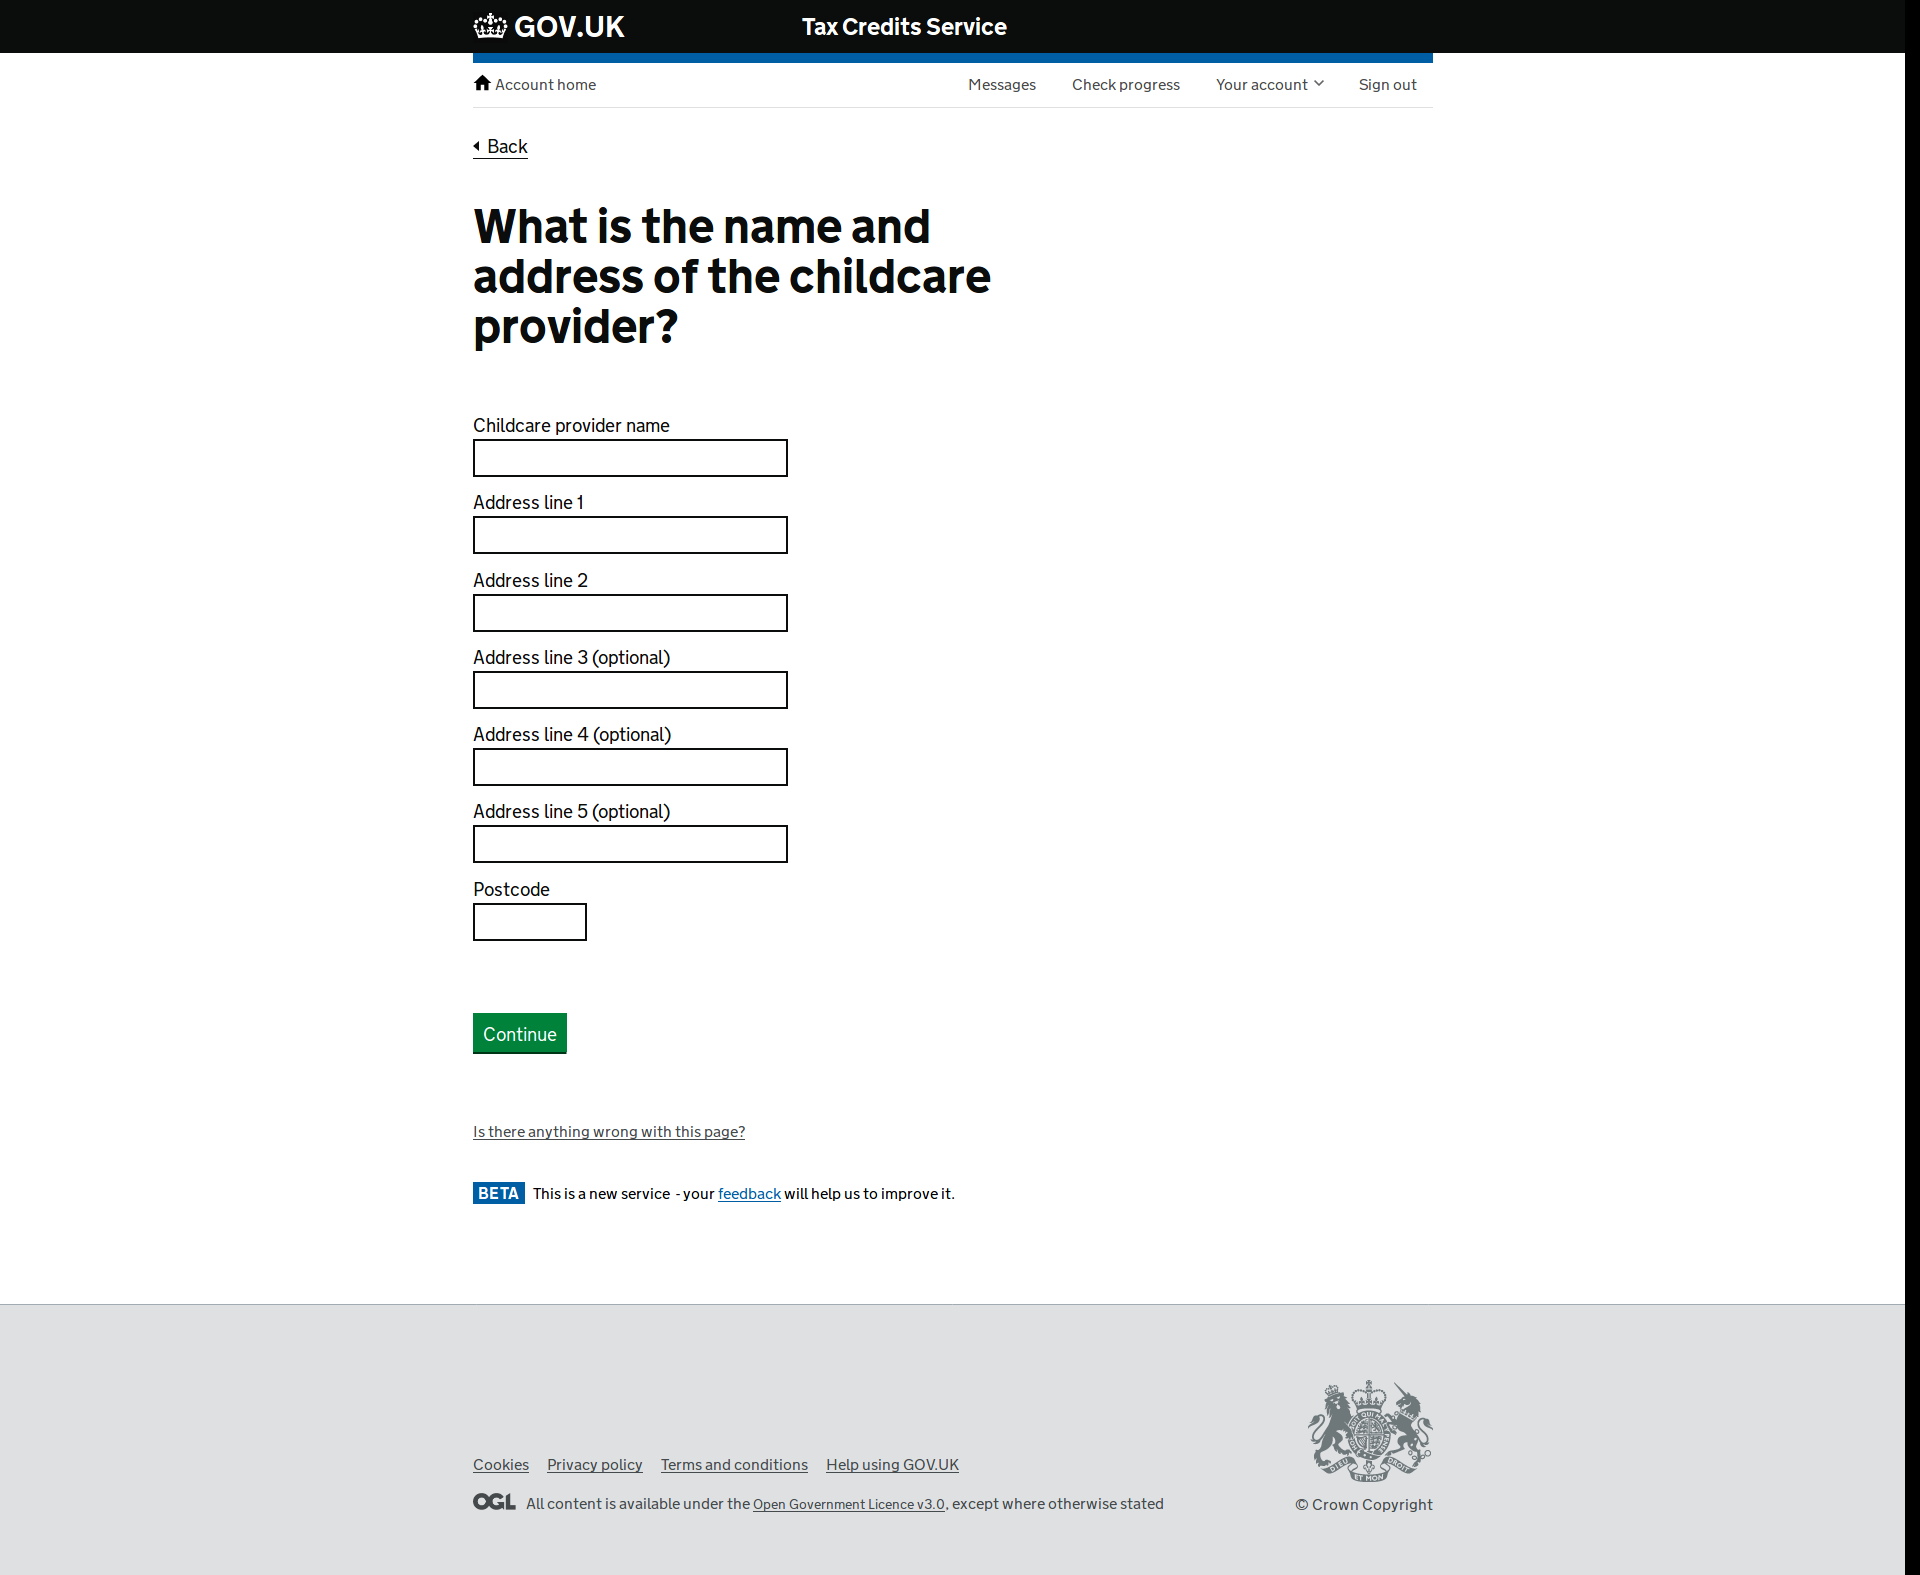 GOV.UK
Tax Credits Service
Account home
Messages
Check progress
Your account
Sign out
Back
What is the name and
address of the childcare
provider?
Childcare provider name
Address line 1
Address line 2
Address line 3 (optional)
Address line 4 (optional)
Address line 5 (optional)
Postcode
Continue
Is there anything wrong with this page?
BETA This is a new service - your feedback will help us to improve it.
Cookies
Privacy policy
Terms and conditions
Help using GOV.UK
OGL All content is available under the Open Government Licence v3.0, except where otherwise stated
© Crown Copyright